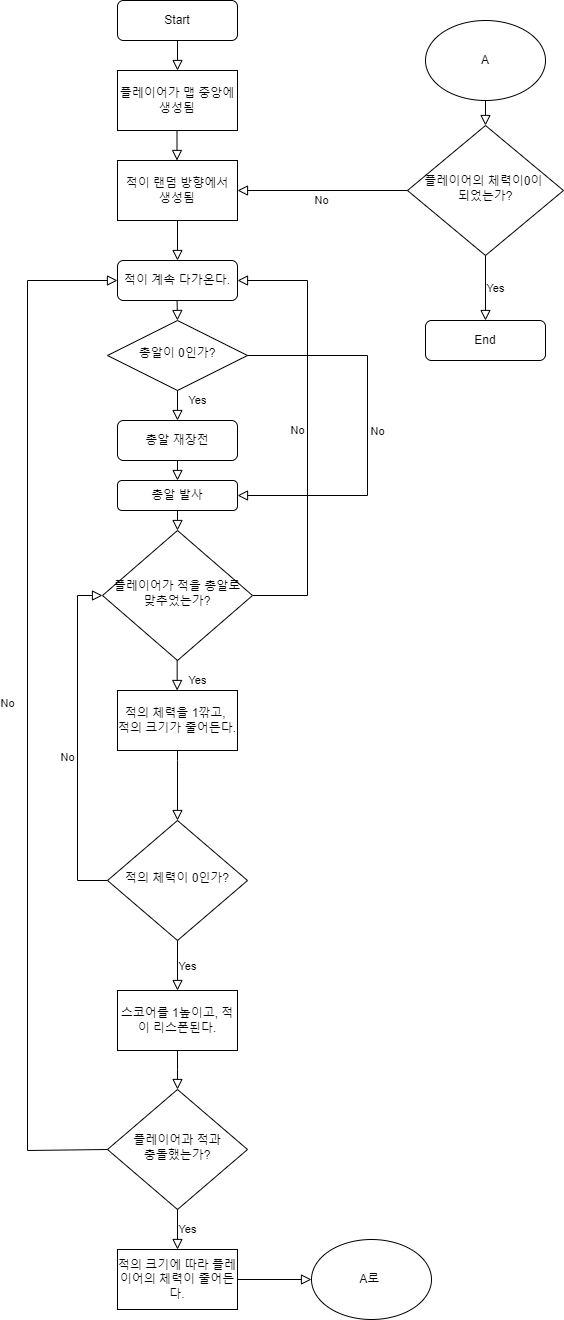 Start
플레이어가 맵 중앙에
생성됨
적이 랜덤 방향에서
생성됨
적이 계속 다가온다.
총알이 0인가?
Yes
No
총알 재장전
총알 발사
플레이어가 적을 총알로
맞추었는가?
No
Yes
적의 체력을 1깎고,
적의 크기가 줄어든다.
적의 체력이 0인가?
No
Yes
스코어를 1높이고, 적
이 리스폰된다.
플레이어과 적과
충돌했는가?
No
Yes
적의 크기에 따라 플레
이어의 체력이 줄어든
다.
A로
A
플레이어의 체력이0이
되었는가?
No
Yes
End